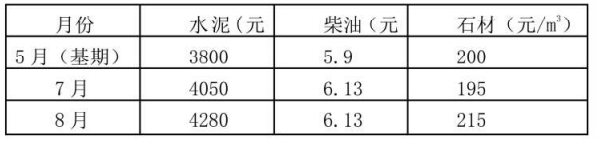 月份 水泥（元 柴油（元 石材（元/m³）
5月（基期） 3800 5.9 200
7月 4050 6.13 195
8月 4280 6.13 215